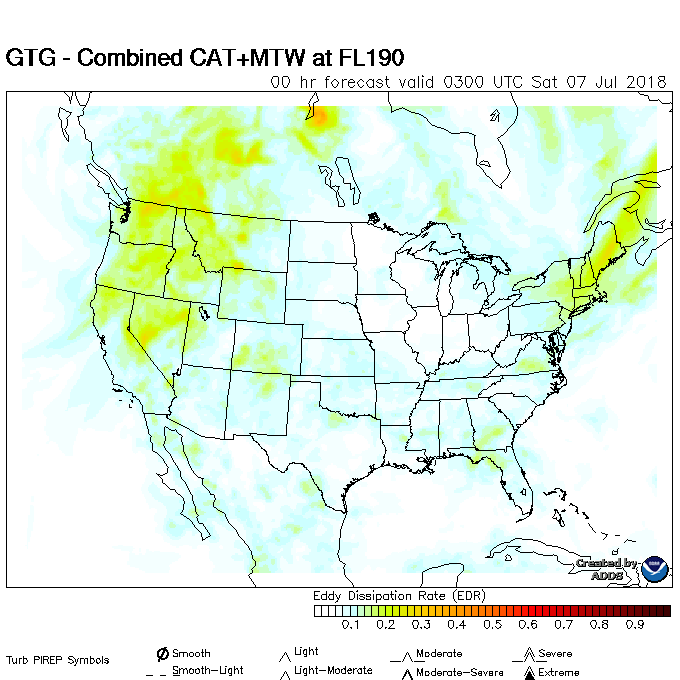 GTG - Combined CAT+MTW at FL190
00 hr forecast valid 0300 UTC Sat 07 Jul 2018
Created by
ADDS
Eddy Dissipation Rate (EDR)
0.1 0.2 0.3 0.4 0.5 0.6 0.7 0.8 0.9
Turb PIREP Symbols
Smooth Light Moderate Severe
Smooth-Light Light-Moderate Moderate-Severe Extreme